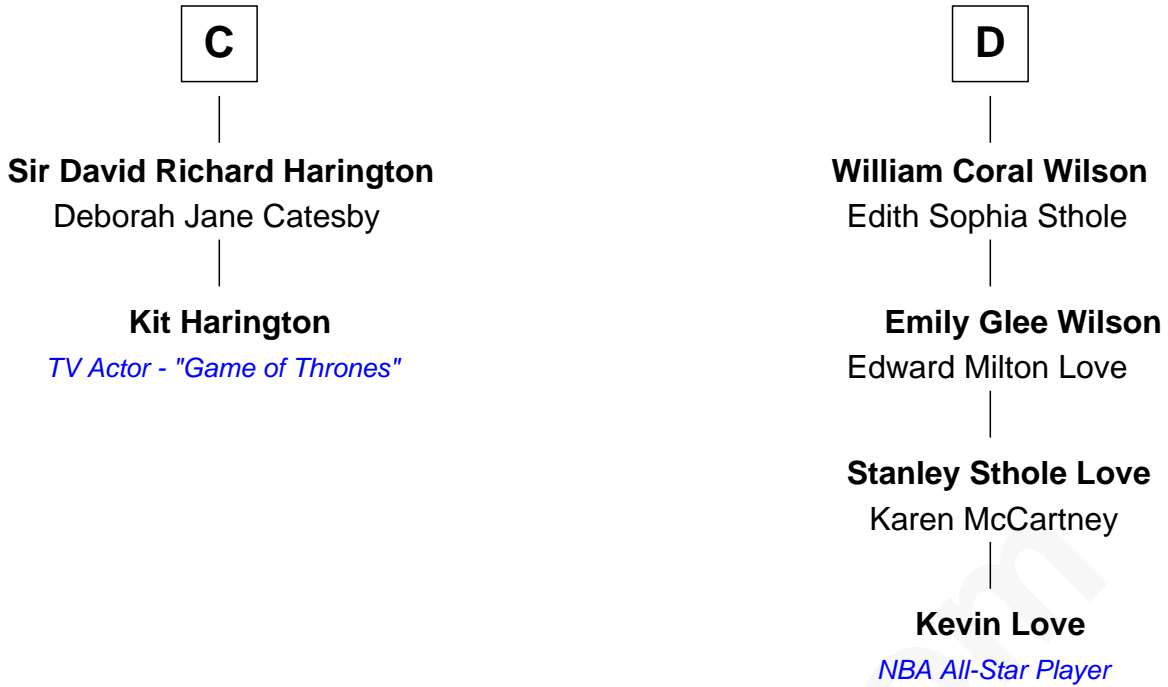 C
Sir David Richard Harington
Deborah Jane Catesby
Kit Harington
TV Actor - "Game of Thrones"
D
William Coral Wilson
Edith Sophia Sthole
Emily Glee Wilson
Edward Milton Love
Stanley Sthole Love
Karen McCartney
Kevin Love
NBA All-Star Player